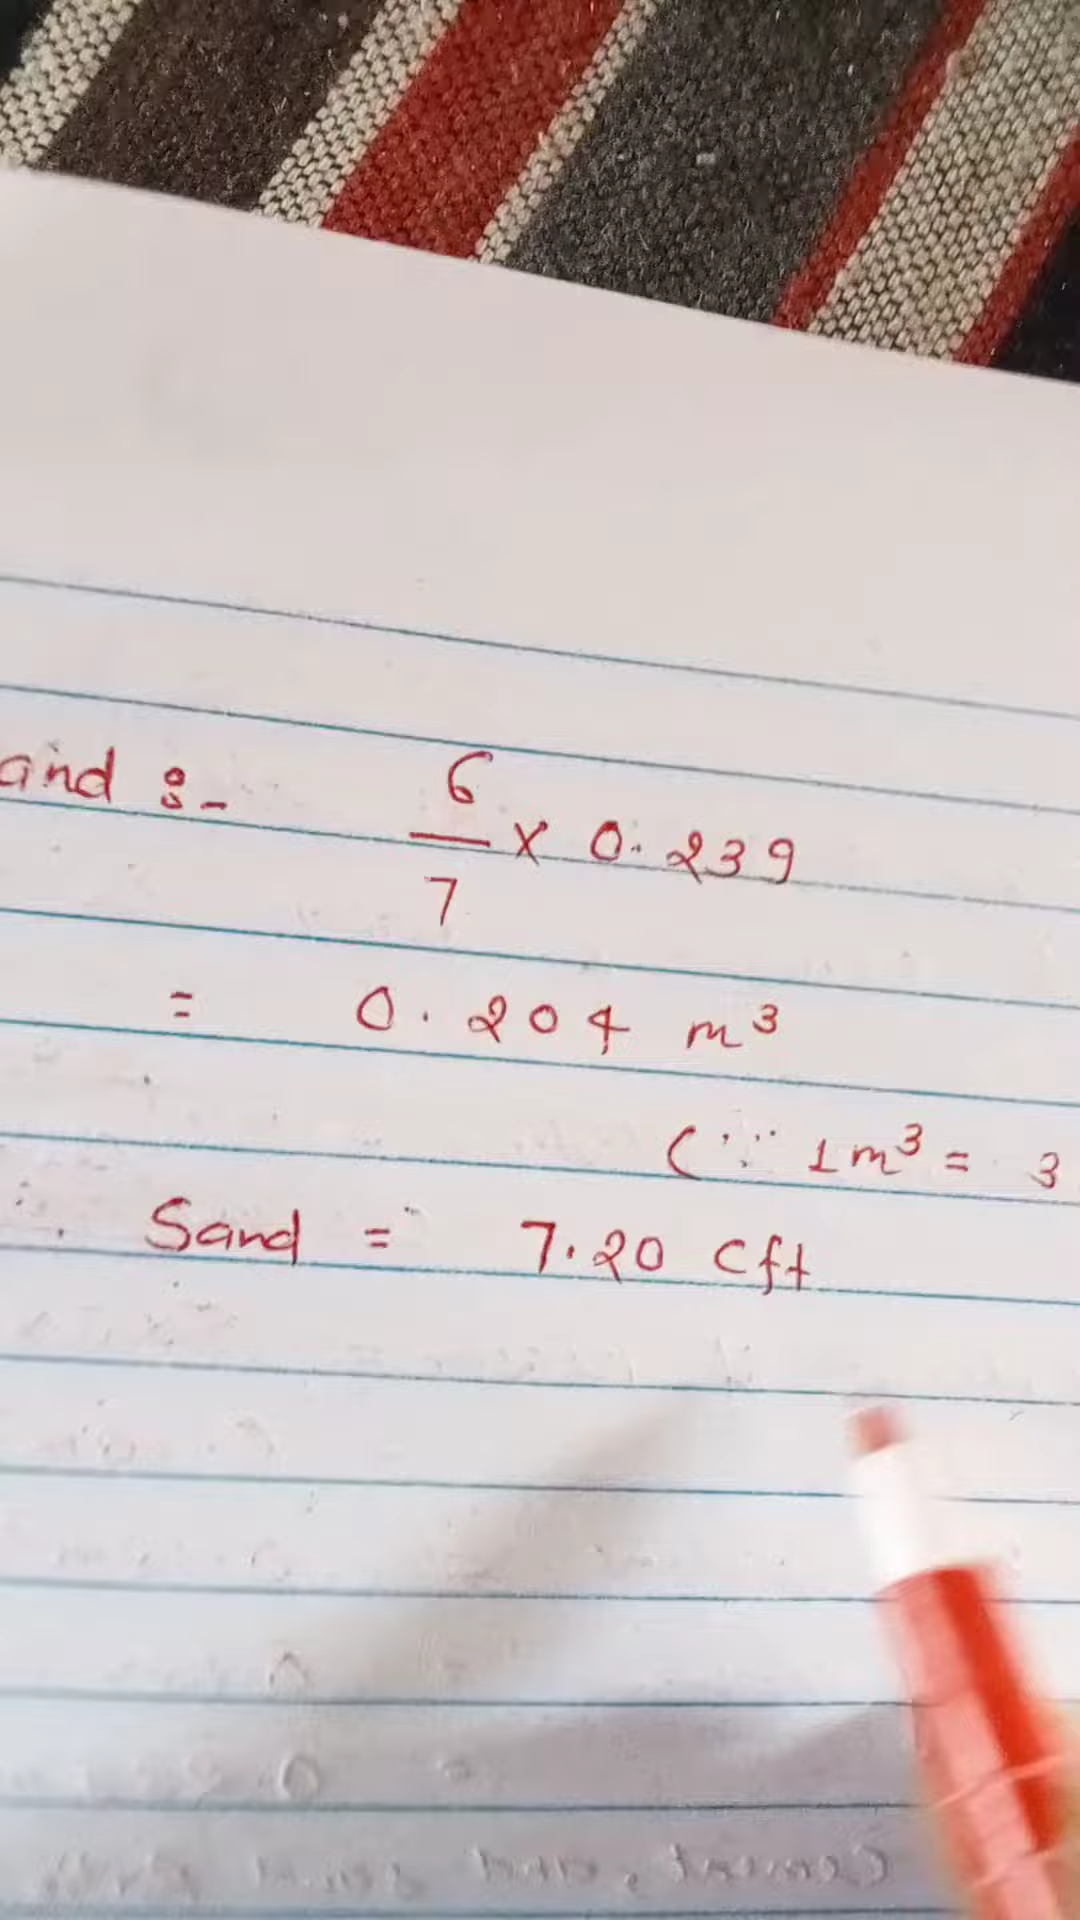 and :- 6/7 × 0.239
= 0.204 m³
(∵ 1m³ = 3
∴ Sand = 7.20 Cft